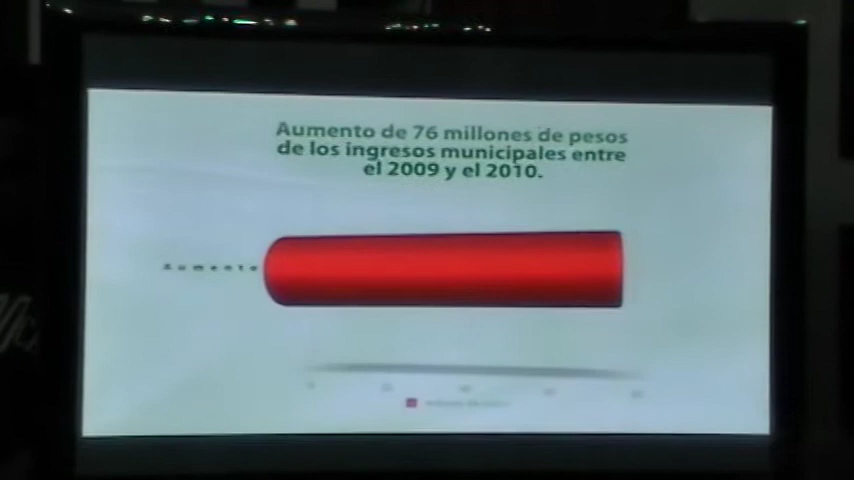 Aumento de 76 millones de pesos
de los ingresos municipales entre
el 2009 y el 2010.
Aumento